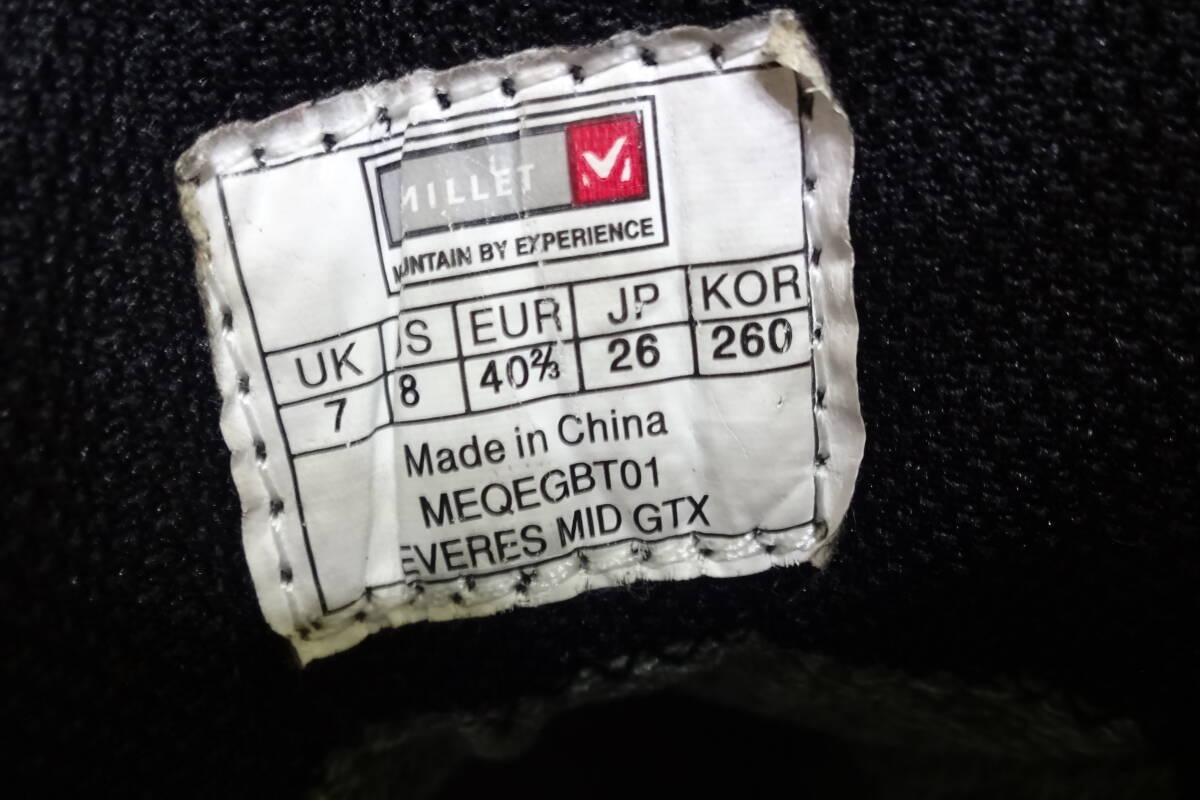 MILLET
MOUNTAIN BY EXPERIENCE
UK US EUR JP KOR
7 8 40⅔ 26 260
Made in China
MEQEGBT01
EVERES MID GTX